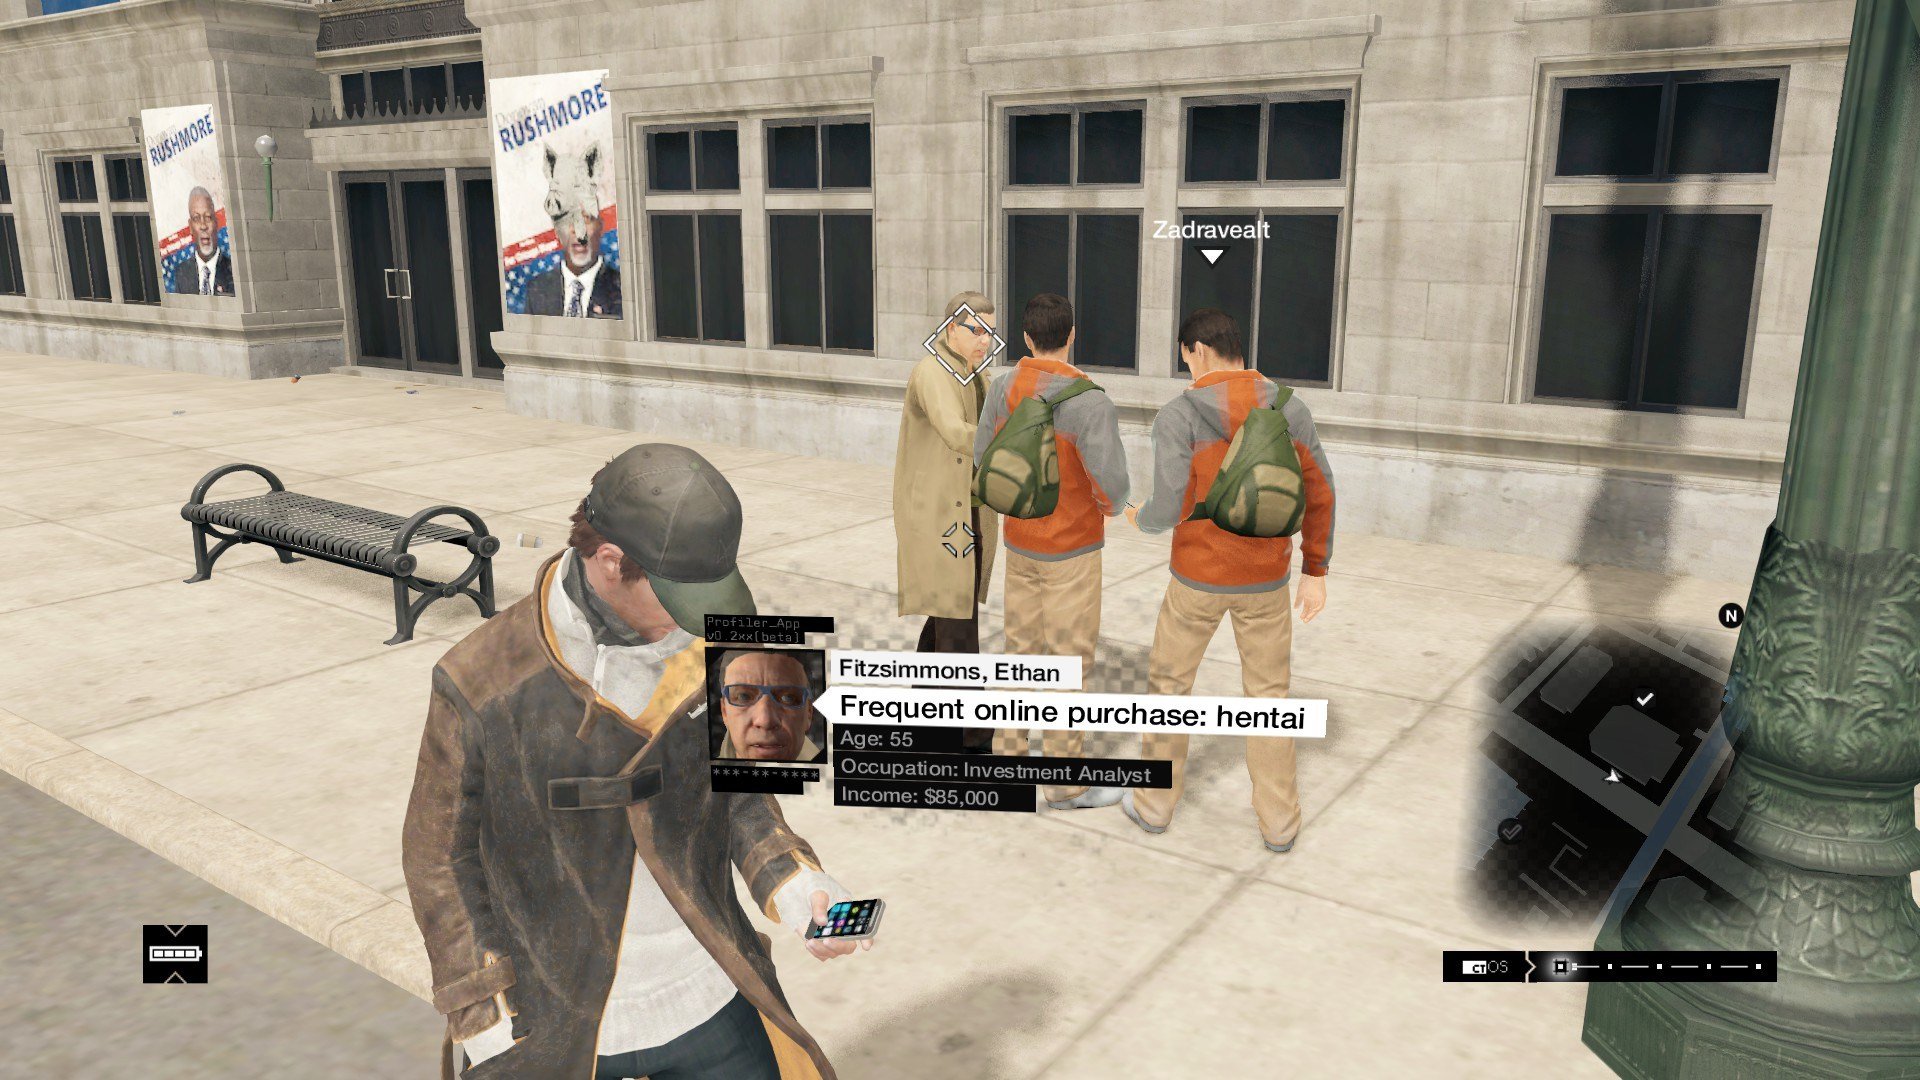 RUSHMORE
RUSHMORE
Zadravealt
N
Profiler_App
v0.2xx[beta]
Fitzsimmons, Ethan
Frequent online purchase: hentai
Age: 55
***-**-****
Occupation: Investment Analyst
Income: $85,000
ctOS